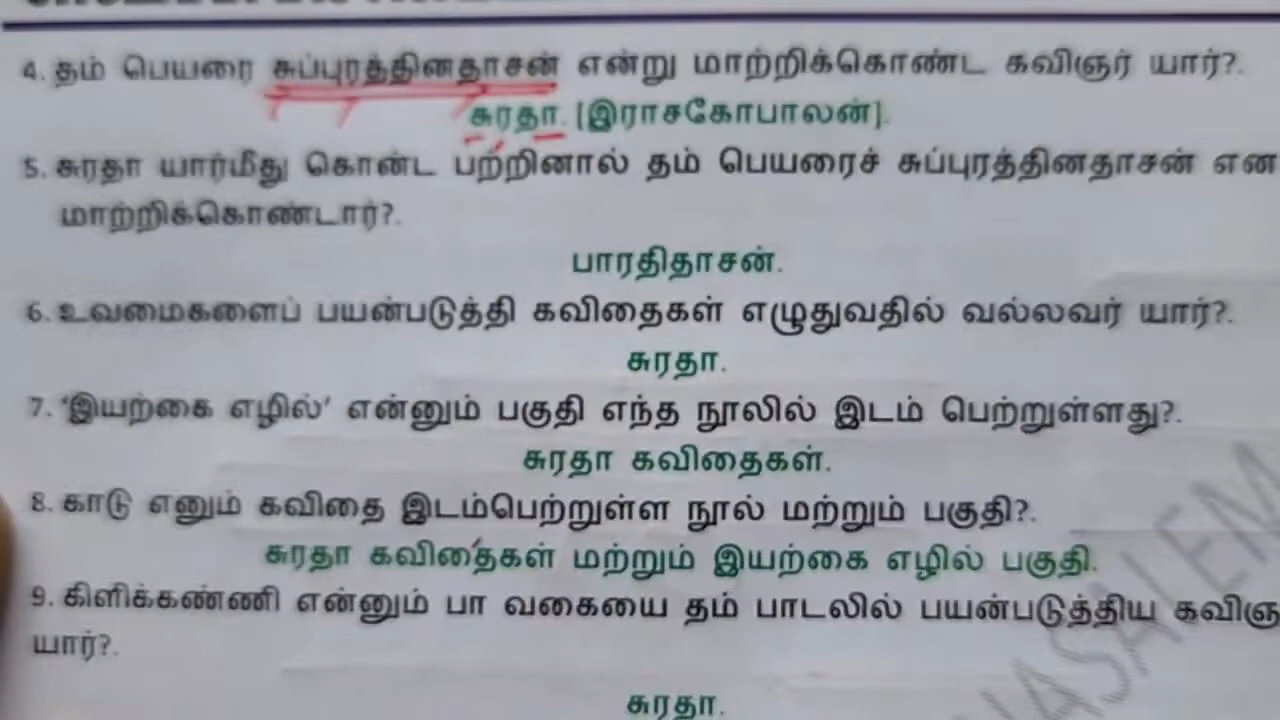 4. தம் பெயரை சுப்புரத்தினதாசன் என்று மாற்றிக்கொண்ட கவிஞர் யார்?.
சுரதா. [இராசகோபாலன்].
5. சுரதா யார்மீது கொண்ட பற்றினால் தம் பெயரைச் சுப்புரத்தினதாசன் என
மாற்றிக்கொண்டார்?.
பாரதிதாசன்.
6. உவமைகளைப் பயன்படுத்தி கவிதைகள் எழுதுவதில் வல்லவர் யார்?.
சுரதா.
7. 'இயற்கை எழில்' என்னும் பகுதி எந்த நூலில் இடம் பெற்றுள்ளது?.
சுரதா கவிதைகள்.
8. காடு எனும் கவிதை இடம்பெற்றுள்ள நூல் மற்றும் பகுதி?.
சுரதா கவிதைகள் மற்றும் இயற்கை எழில் பகுதி.
9. கிளிக்கண்ணி என்னும் பா வகையை தம் பாடலில் பயன்படுத்திய கவிஞ
யார்?.
சுரதா.